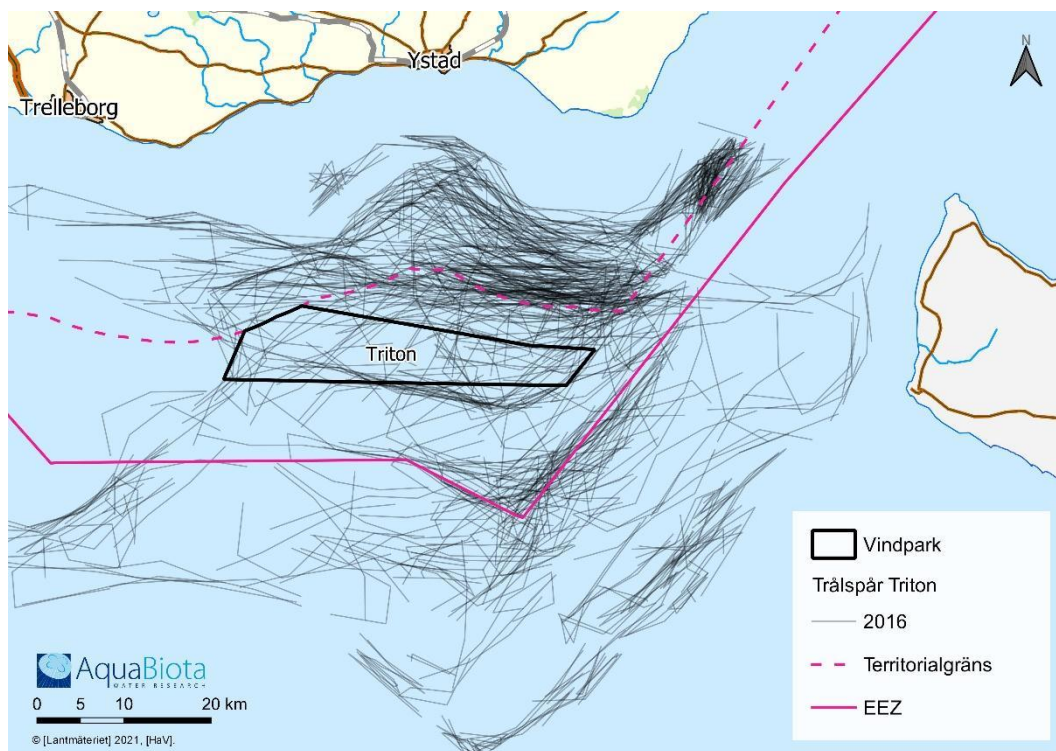 Ystad
Trelleborg
N
Triton
Vindpark
Trålspår Triton
2016
Territorialgräns
EEZ
AquaBiota
WATER RESEARCH
0 5 10 20 km
© [Lantmäteriet] 2021, [HaV].